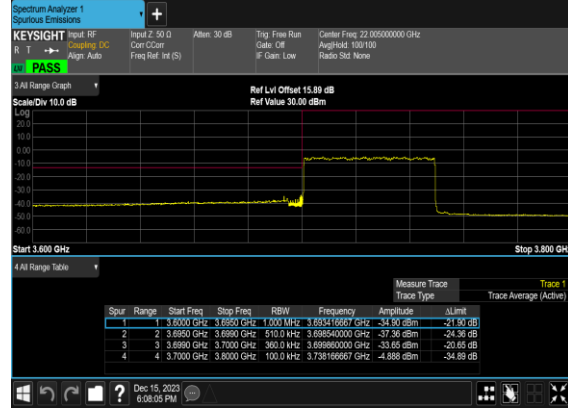 Spectrum Analyzer 1
Spurious Emissions
+
KEYSIGHT Input: RF Input Z: 50 Ω Atten: 30 dB Trig: Free Run Center Freq: 22.005000000 GHz
R T Coupling: DC Corr CCorr Gate: Off Avg|Hold: 100/100
Align: Auto Freq Ref: Int (S) IF Gain: Low Radio Std: None
PASS
3 All Range Graph
Ref Lvl Offset 15.89 dB
Scale/Div 10.0 dB Ref Value 30.00 dBm
Log
20.0
10.0
0.00
-10.0
-20.0
-30.0
-40.0
-50.0
-60.0
Start 3.600 GHz Stop 3.800 GH
4 All Range Table
Measure Trace Trace 1
Trace Type Trace Average (Active)
Spur Range Start Freq Stop Freq RBW Frequency Amplitude ΔLimit
1 1 3.6000 GHz 3.6950 GHz 1.000 MHz 3.693416667 GHz -34.90 dBm -21.90 dB
2 2 3.6950 GHz 3.6990 GHz 510.0 kHz 3.698540000 GHz -37.36 dBm -24.36 dB
3 3 3.6990 GHz 3.7000 GHz 360.0 kHz 3.699860000 GHz -33.65 dBm -20.65 dB
4 4 3.7000 GHz 3.8000 GHz 100.0 kHz 3.738166667 GHz -4.888 dBm -34.89 dB
? Dec 15, 2023
6:08:05 PM